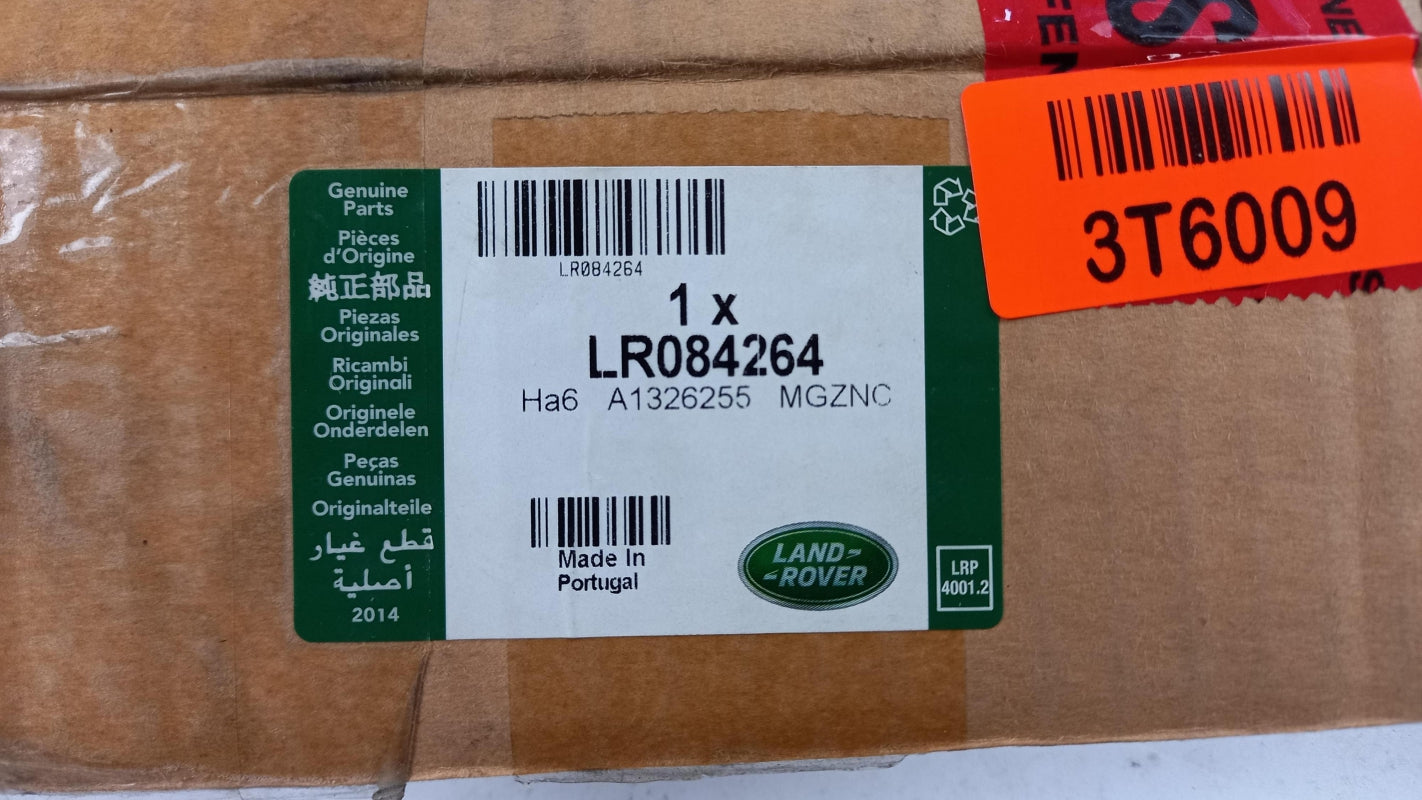 Genuine
Parts
Pièces
d'Origine
純正部品
Piezas
Originales
Ricambi
Originali
Originele
Onderdelen
Peças
Genuinas
Originalteile
قطع غيار
أصلية
2014
LR084264
1 x
LR084264
Ha6 A1326255 MGZNC
Made In
Portugal
LAND-
-ROVER
LRP
4001.2
3T6009